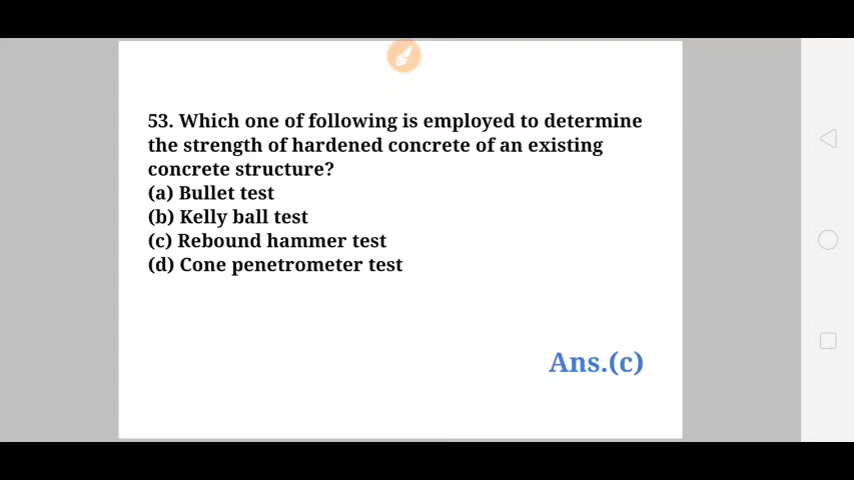 53. Which one of following is employed to determine
the strength of hardened concrete of an existing
concrete structure?
(a) Bullet test
(b) Kelly ball test
(c) Rebound hammer test
(d) Cone penetrometer test
Ans.(c)